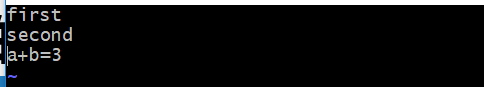 first
second
a+b=3
~